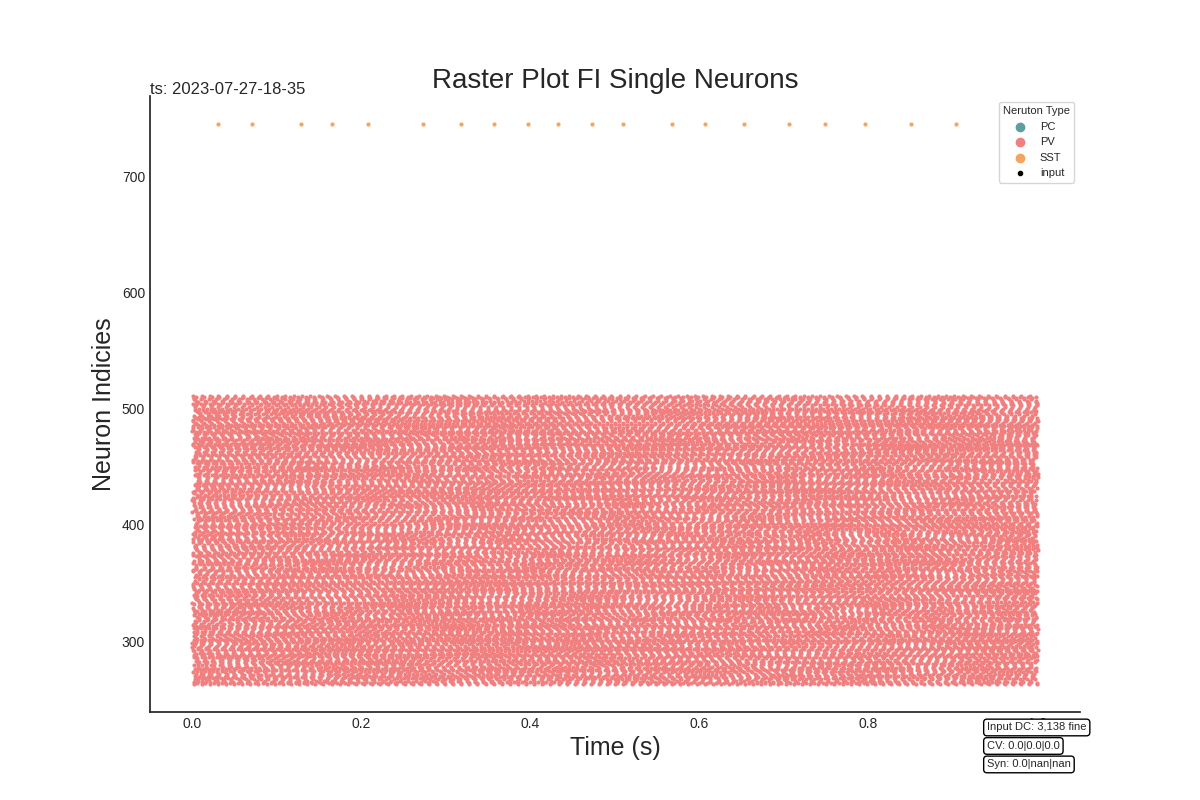 Raster Plot FI Single Neurons
ts: 2023-07-27-18-35
Neruton Type
PC
PV
SST
input
700
600
500
400
300
Neuron Indicies
0.0 0.2 0.4 0.6 0.8
Time (s)
Input DC: 3,138 fine
CV: 0.0|0.0|0.0
Syn: 0.0|nan|nan